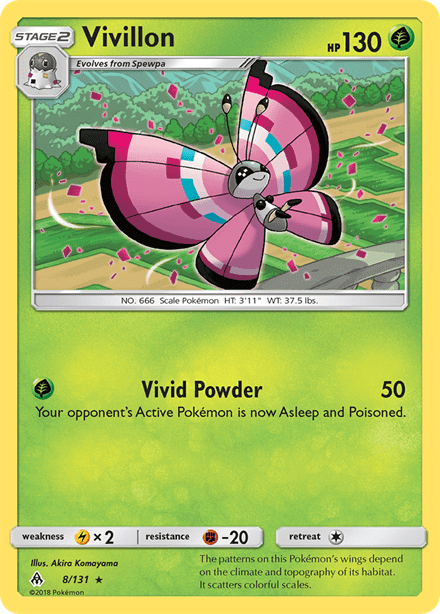 STAGE2 Vivillon HP 130
Evolves from Spewpa
NO. 666 Scale Pokémon HT: 3'11" WT: 37.5 lbs.
Vivid Powder 50
Your opponent's Active Pokémon is now Asleep and Poisoned.
weakness × 2 resistance -20 retreat
Illus. Akira Komayama
8/131 ★
©2018 Pokémon
The patterns on this Pokémon's wings depend
on the climate and topography of its habitat.
It scatters colorful scales.